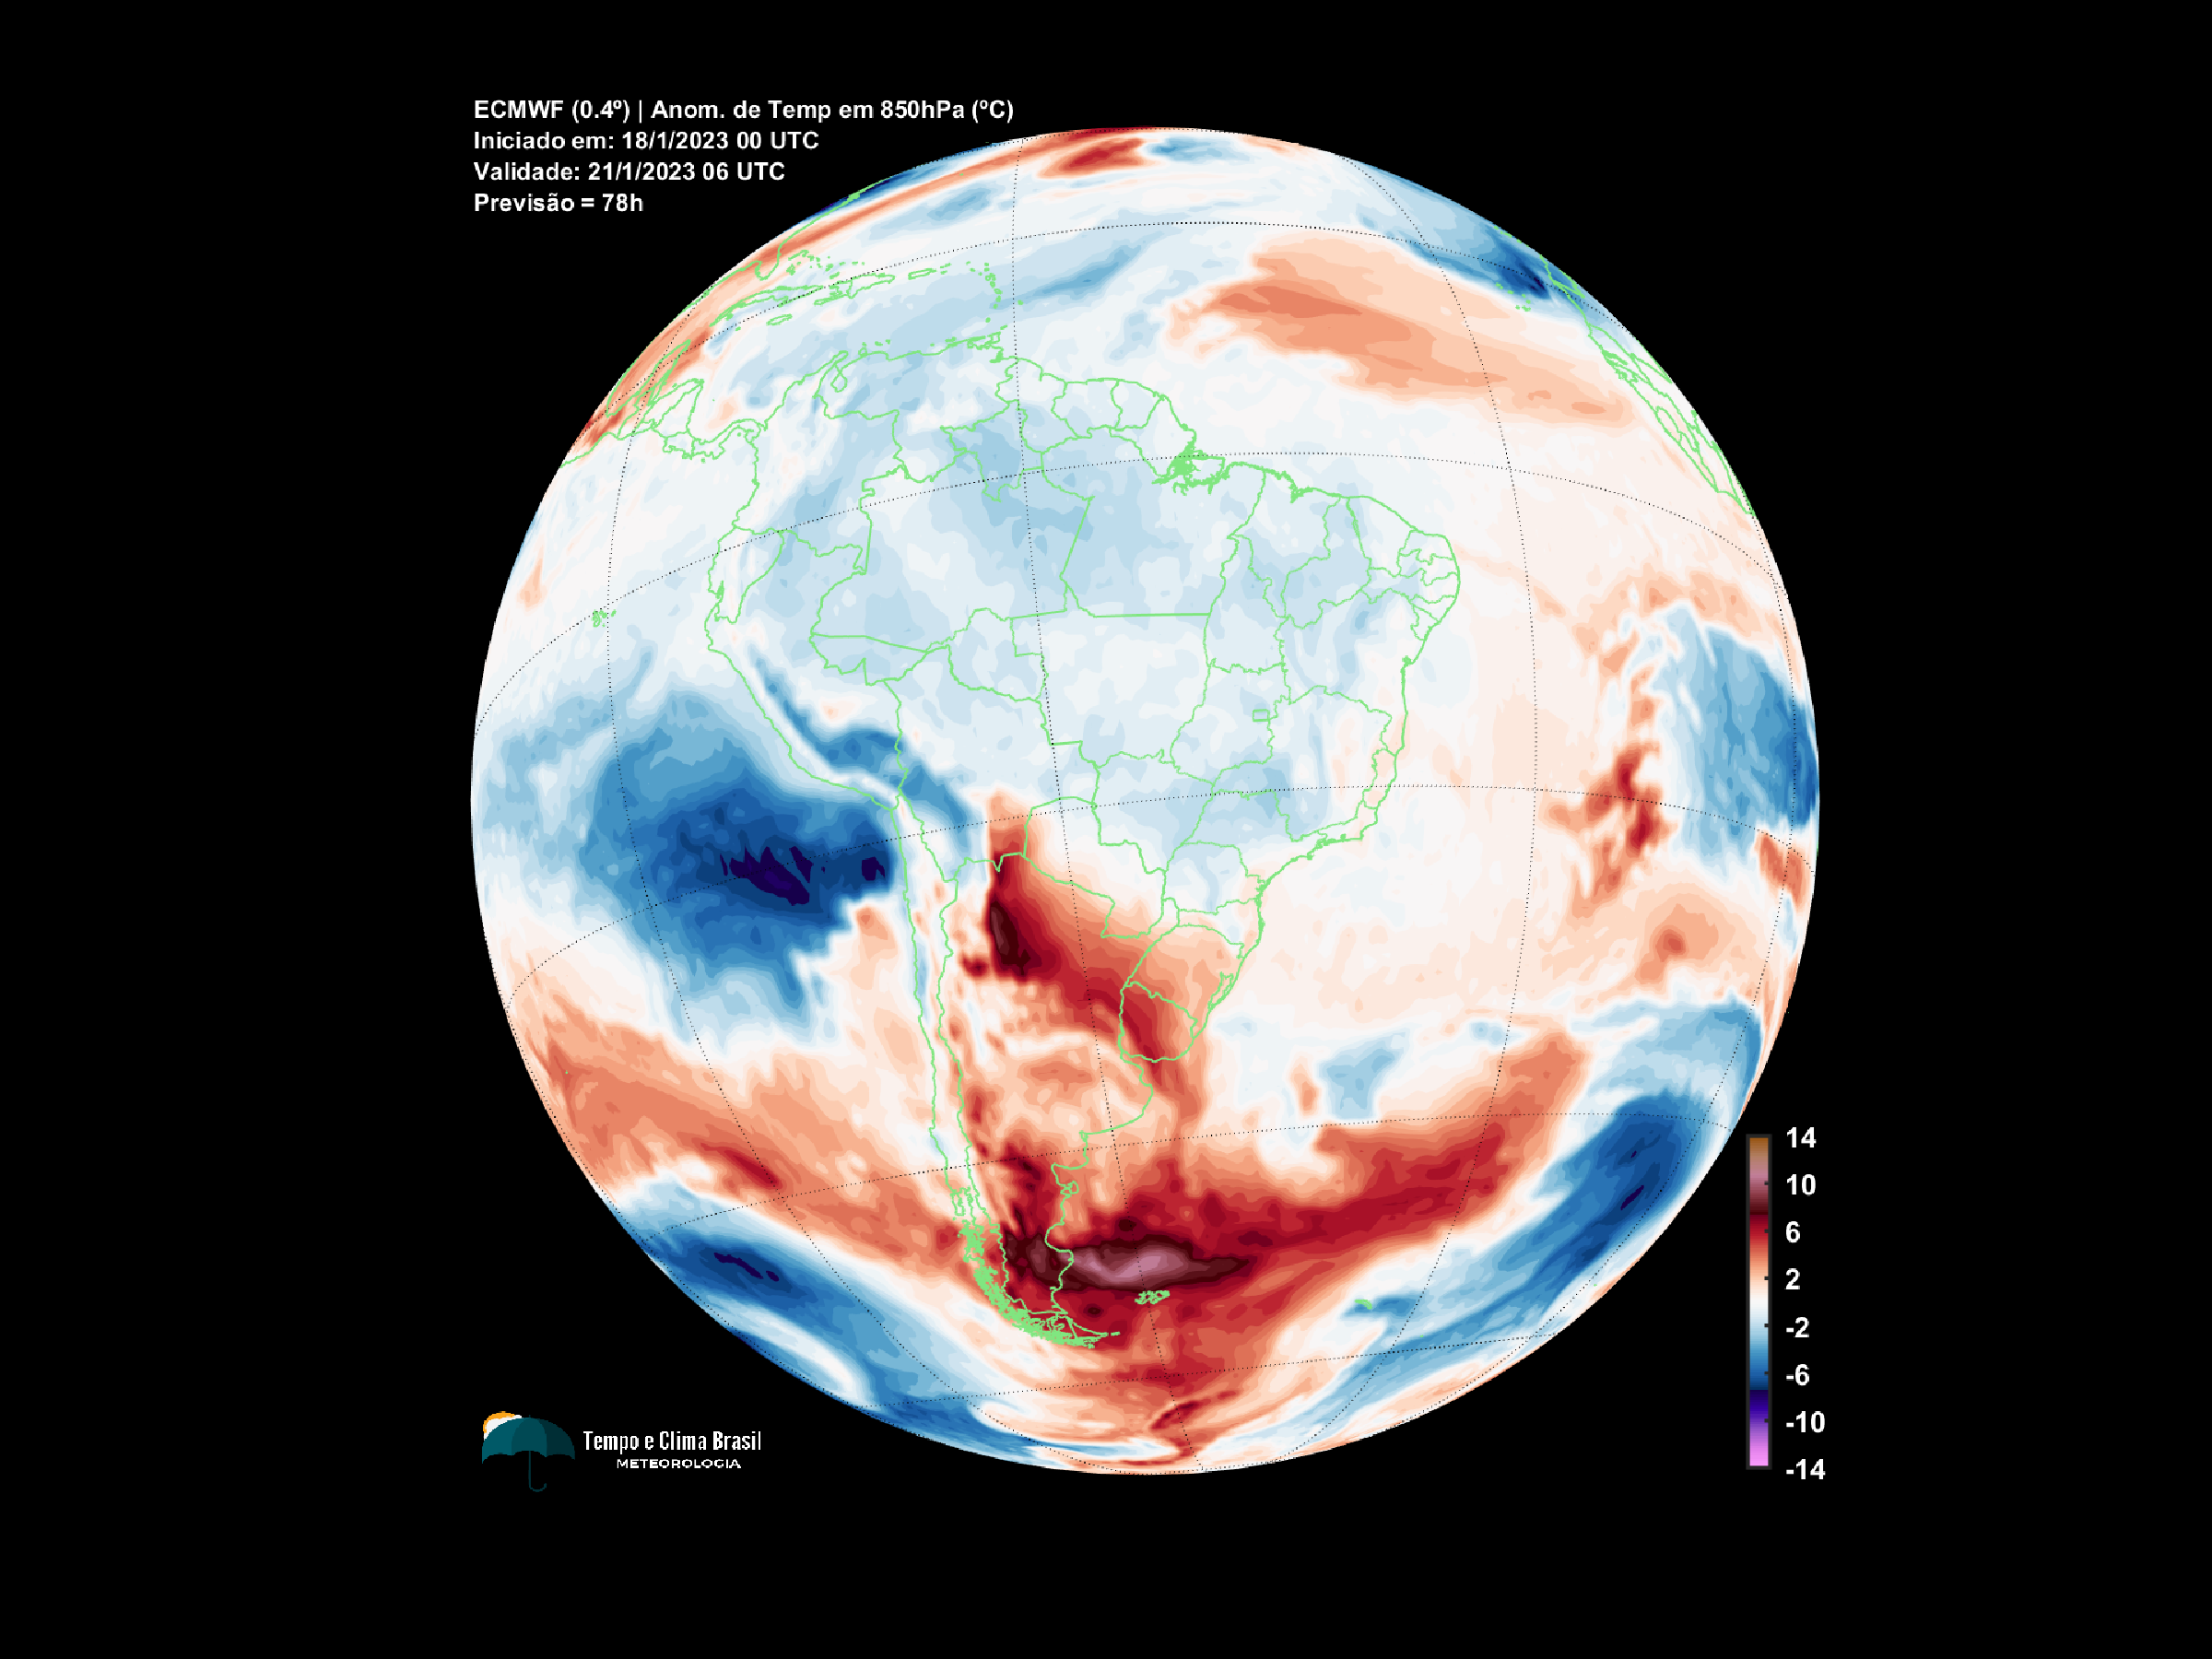 ECMWF (0.4º) | Anom. de Temp em 850hPa (ºC)
Iniciado em: 18/1/2023 00 UTC
Validade: 21/1/2023 06 UTC
Previsão = 78h
14
10
6
2
-2
-6
-10
-14
Tempo e Clima Brasil
METEOROLOGIA